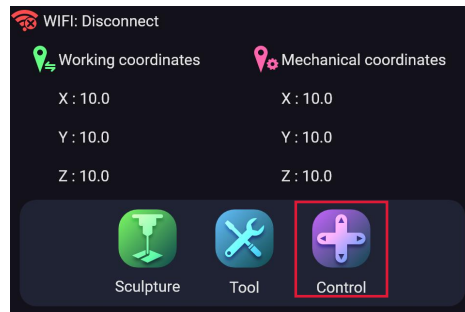 WIFI: Disconnect
Working coordinates
Mechanical coordinates
X : 10.0
X : 10.0
Y : 10.0
Y : 10.0
Z : 10.0
Z : 10.0
Sculpture
Tool
Control